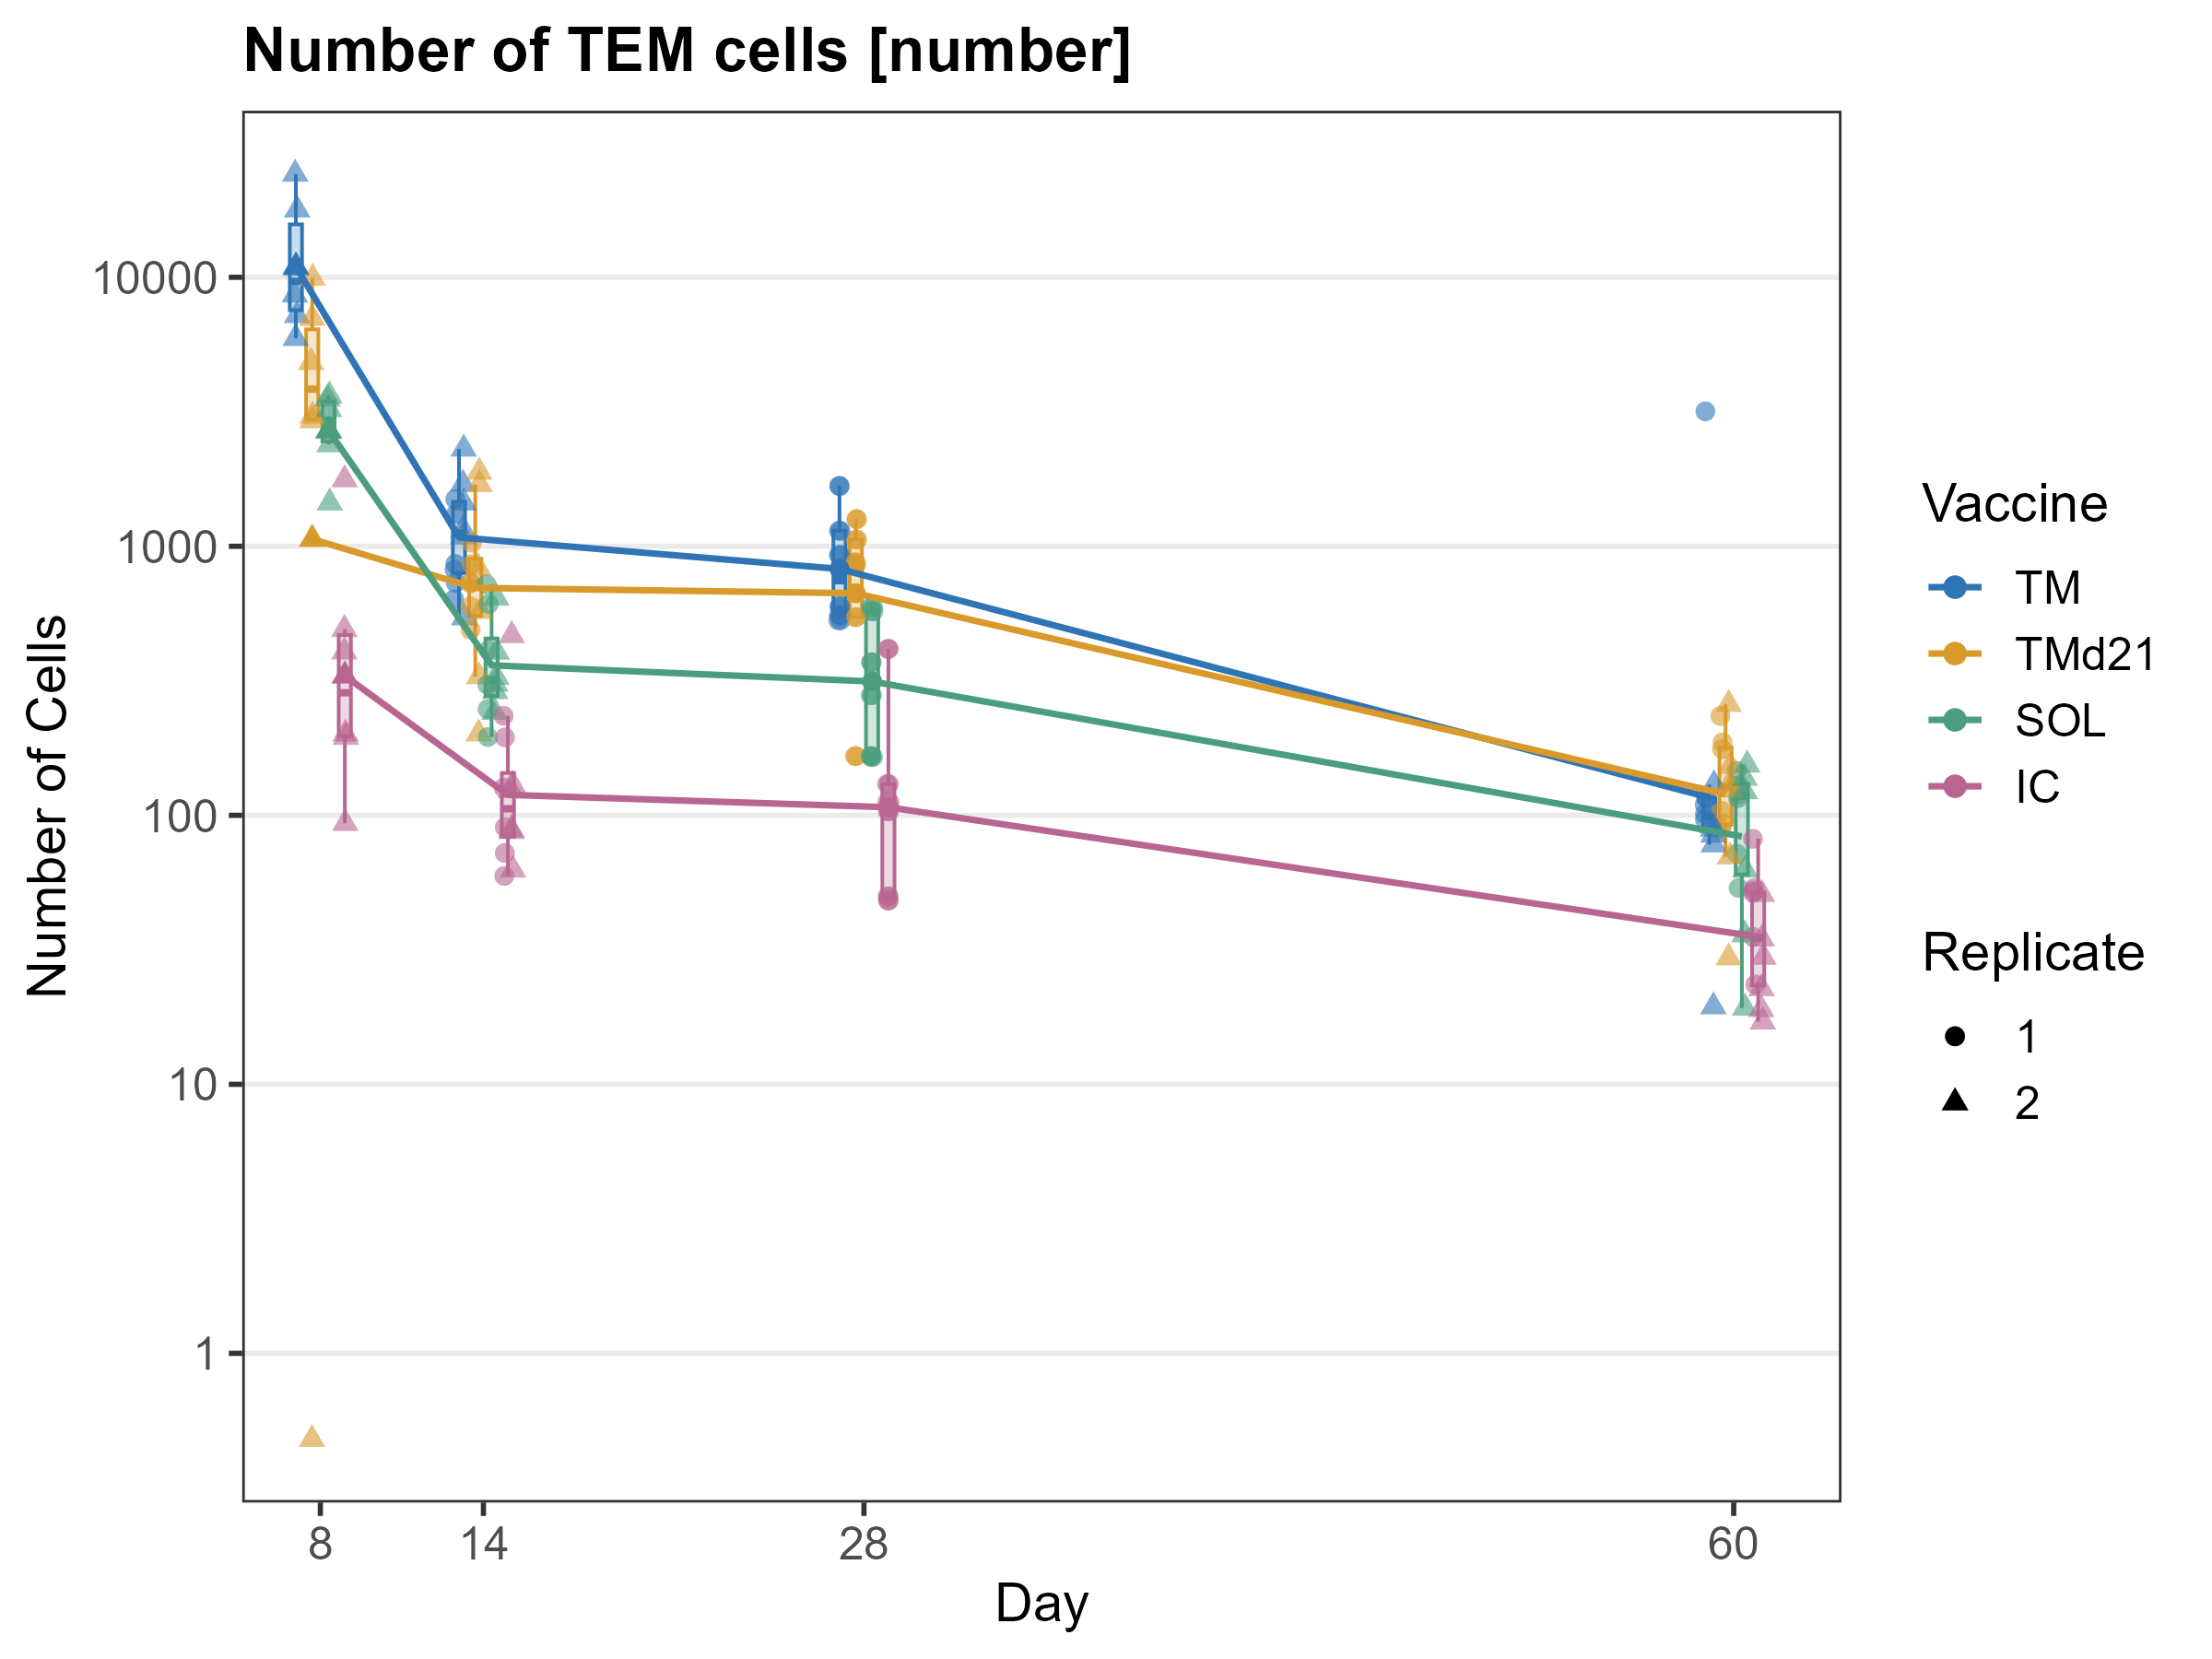 Number of TEM cells [number]
Number of Cells
10000
1000
100
10
1
8
14
28
60
Day
Vaccine
TM
TMd21
SOL
IC
Replicate
1
2